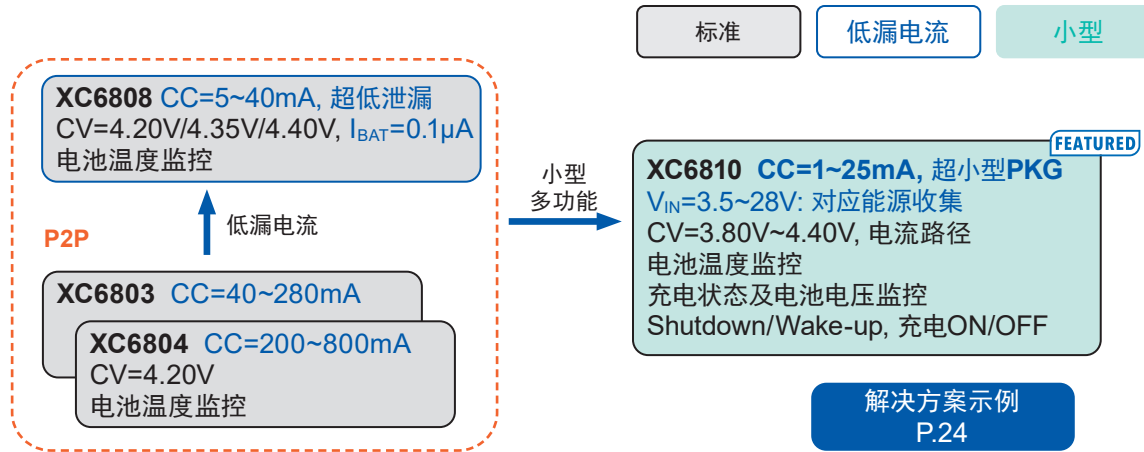 标准
低漏电流
小型
XC6808 CC=5~40mA, 超低泄漏
CV=4.20V/4.35V/4.40V, IBAT=0.1µA
电池温度监控
低漏电流
P2P
XC6803 CC=40~280mA
XC6804 CC=200~800mA
CV=4.20V
电池温度监控
小型
多功能
FEATURED
XC6810 CC=1~25mA, 超小型PKG
VIN=3.5~28V: 对应能源收集
CV=3.80V~4.40V, 电流路径
电池温度监控
充电状态及电池电压监控
Shutdown/Wake-up, 充电ON/OFF
解决方案示例
P.24